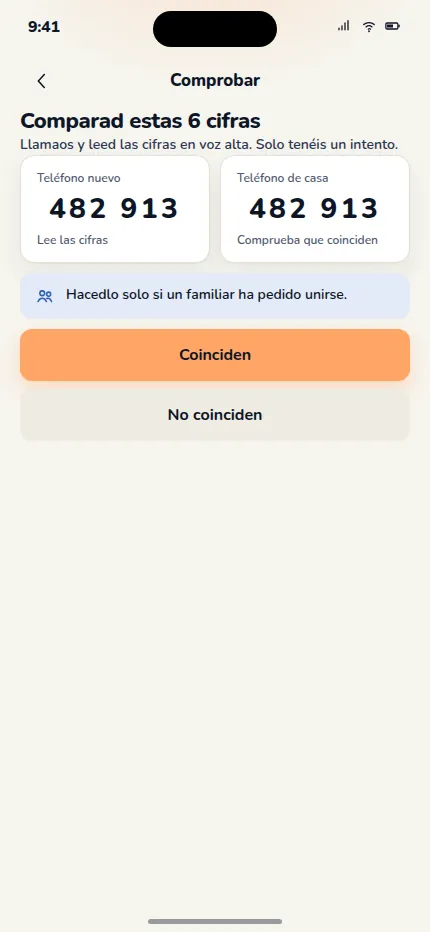 9:41
Comprobar
Comparad estas 6 cifras
Llamaos y leed las cifras en voz alta. Solo tenéis un intento.
Teléfono nuevo
482 913
Lee las cifras
Teléfono de casa
482 913
Comprueba que coinciden
Hacedlo solo si un familiar ha pedido unirse.
Coinciden
No coinciden